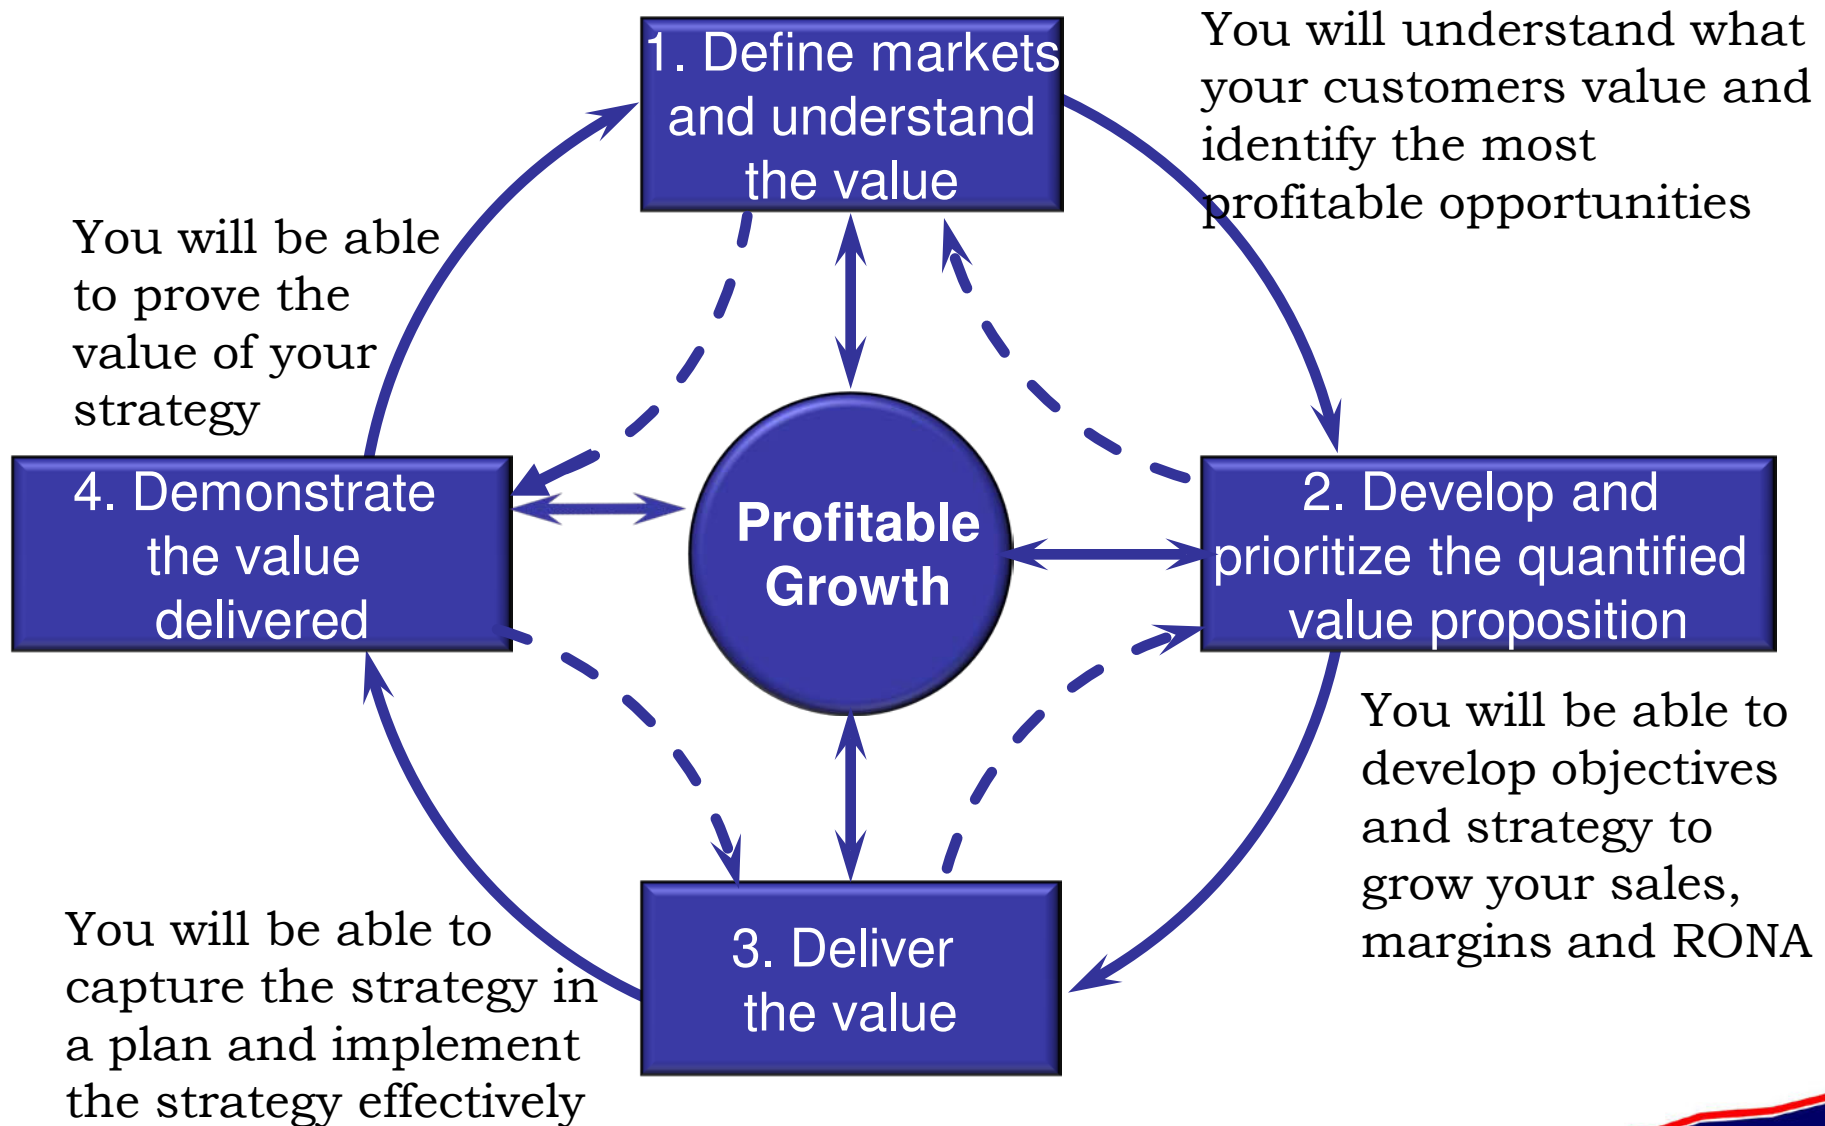 1. Define markets
and understand
the value
You will understand what
your customers value and
identify the most
profitable opportunities
You will be able
to prove the
value of your
strategy
4. Demonstrate
the value
delivered
Profitable
Growth
2. Develop and
prioritize the quantified
value proposition
You will be able to
develop objectives
and strategy to
grow your sales,
margins and RONA
3. Deliver
the value
You will be able to
capture the strategy in
a plan and implement
the strategy effectively